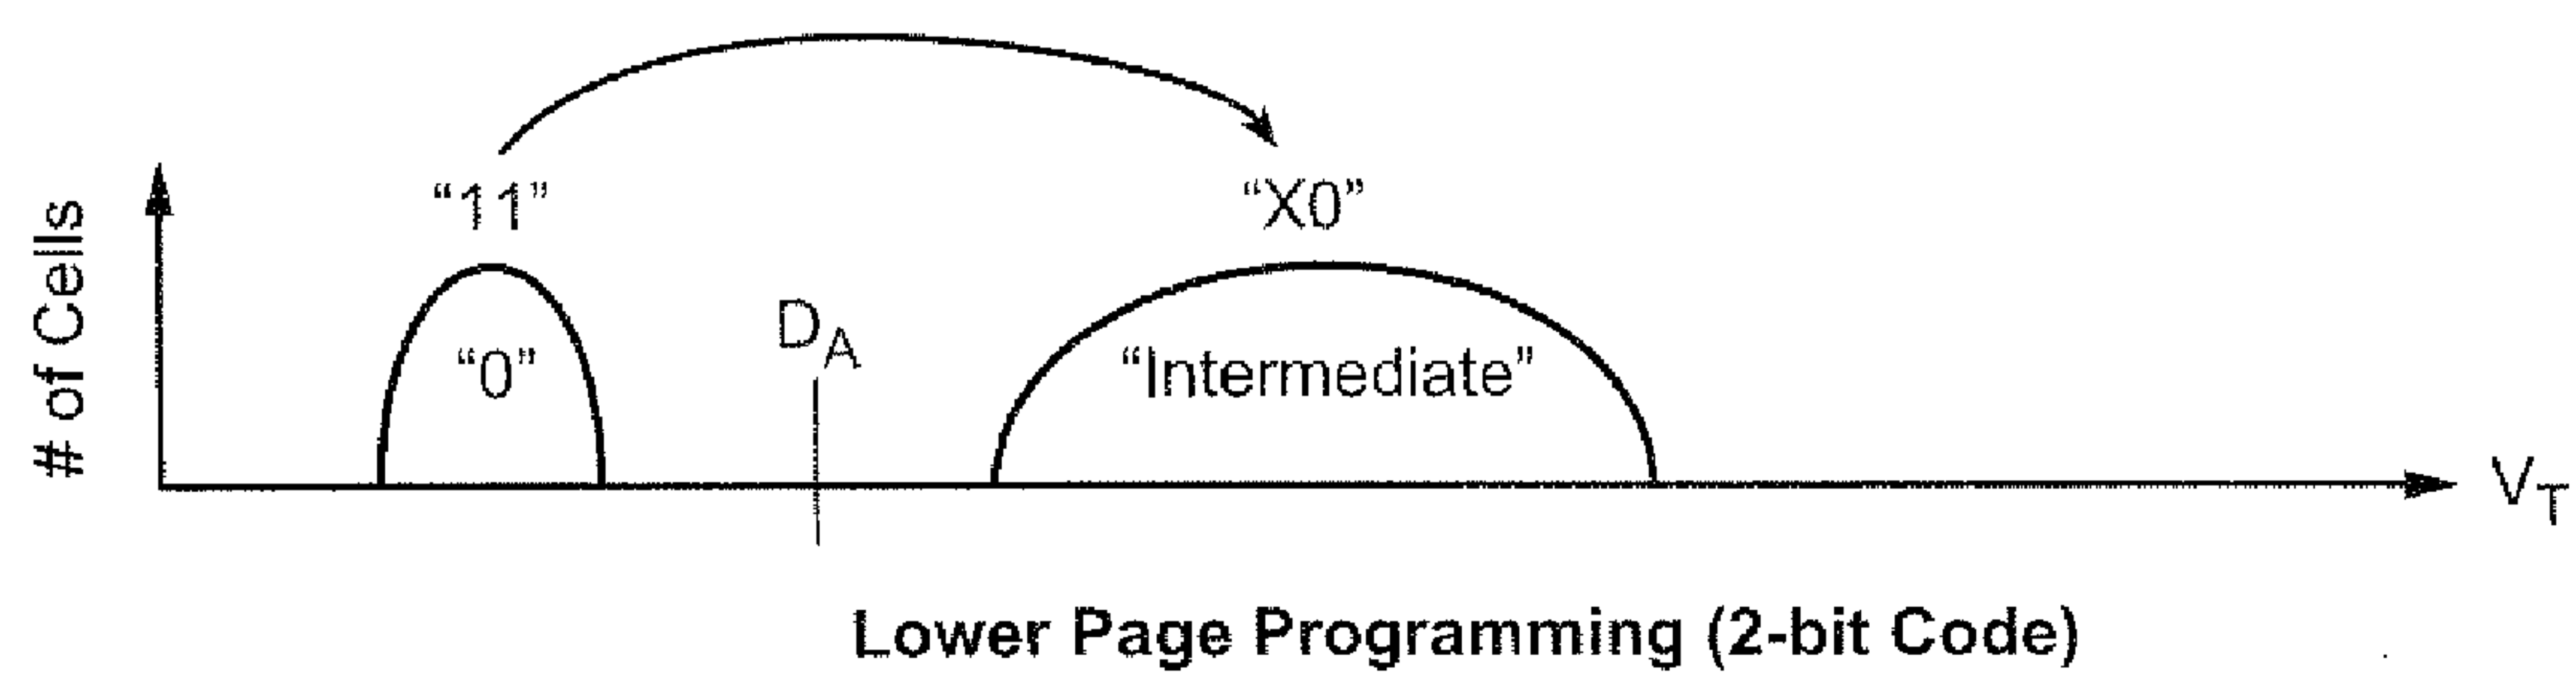 “11”
“X0”
# of Cells
“0”
DA
“Intermediate”
VT
Lower Page Programming (2-bit Code)